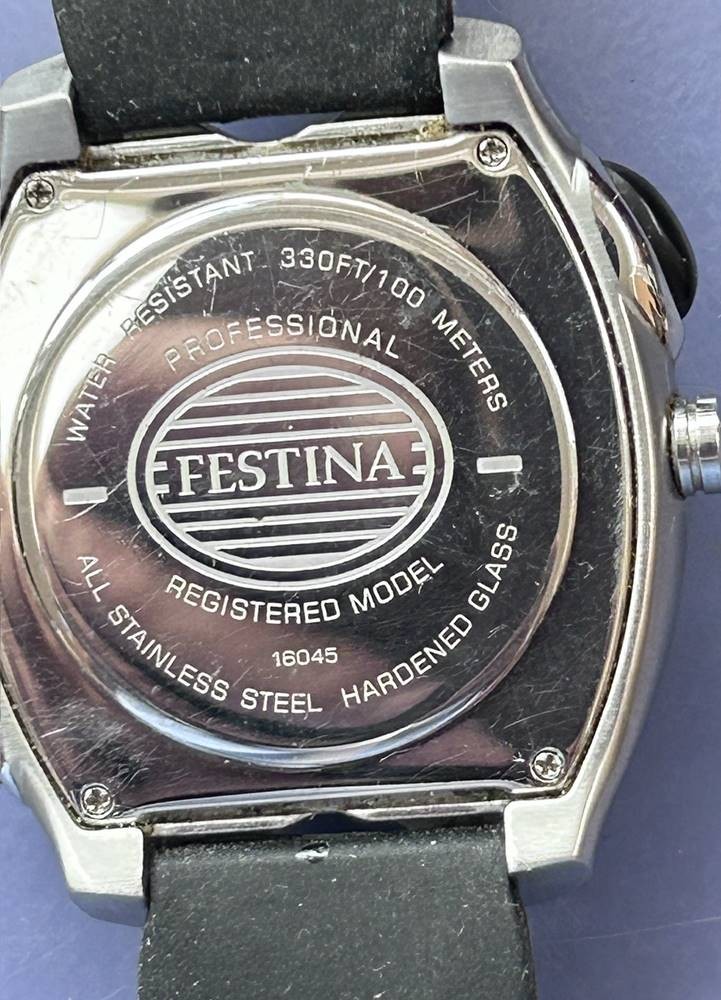 WATER RESISTANT 330FT/100 METERS
PROFESSIONAL
FESTINA
REGISTERED MODEL
16045
ALL STAINLESS STEEL HARDENED GLASS